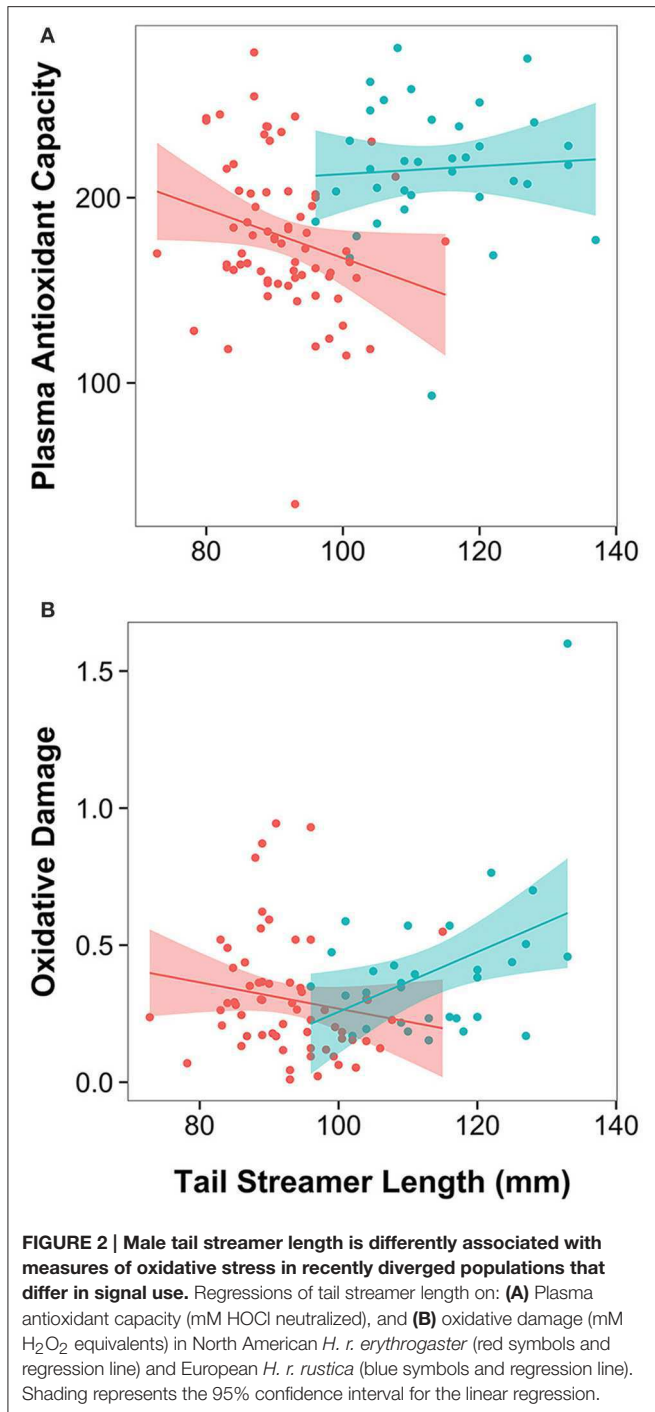 A
Plasma Antioxidant Capacity
200
100
80
100
120
140
B
Oxidative Damage
1.5
1.0
0.5
0.0
80
100
120
140
Tail Streamer Length (mm)
FIGURE 2 | Male tail streamer length is differently associated with
measures of oxidative stress in recently diverged populations that
differ in signal use. Regressions of tail streamer length on: (A) Plasma
antioxidant capacity (mM HOCl neutralized), and (B) oxidative damage (mM
H₂O₂ equivalents) in North American H. r. erythrogaster (red symbols and
regression line) and European H. r. rustica (blue symbols and regression line).
Shading represents the 95% confidence interval for the linear regression.